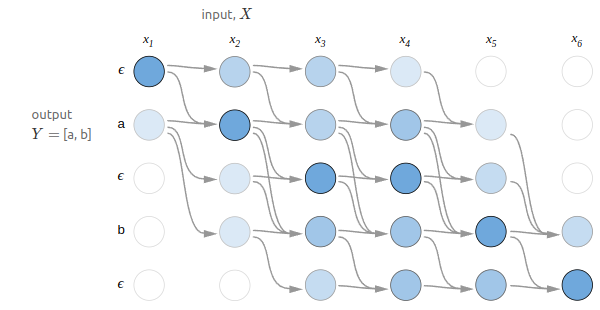 input, X
x1 x2 x3 x4 x5 x6
ϵ
a
output
Y = [a, b]
ϵ
b
ϵ